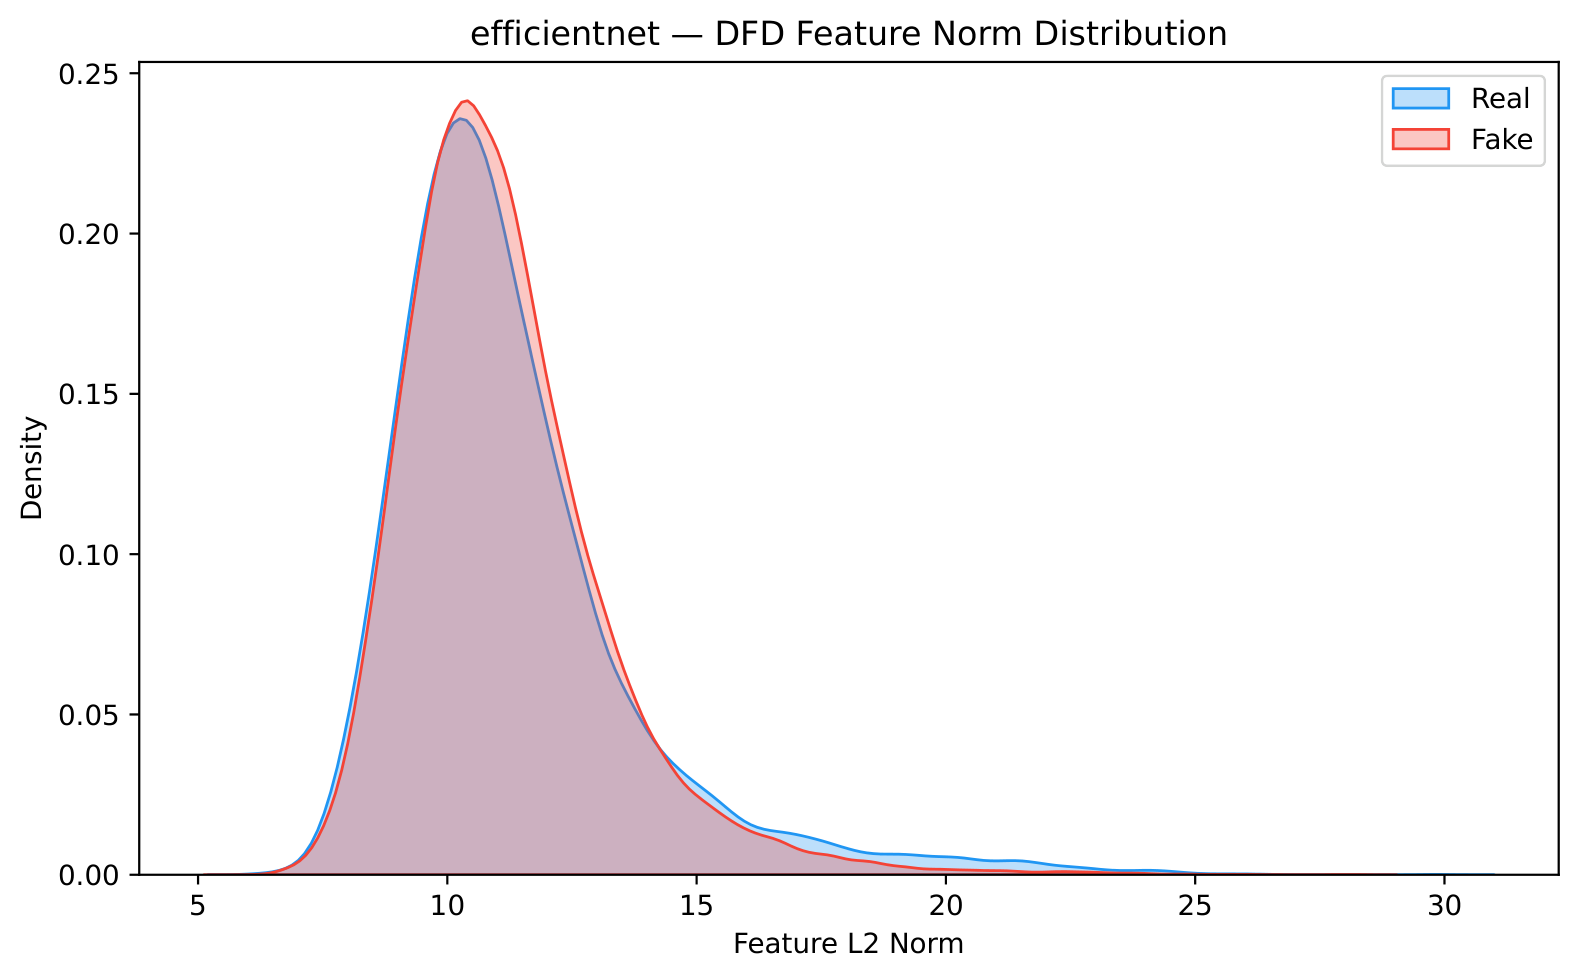 efficientnet — DFD Feature Norm Distribution
Real
Fake
0.25
0.20
0.15
0.10
0.05
0.00
Density
5 10 15 20 25 30
Feature L2 Norm